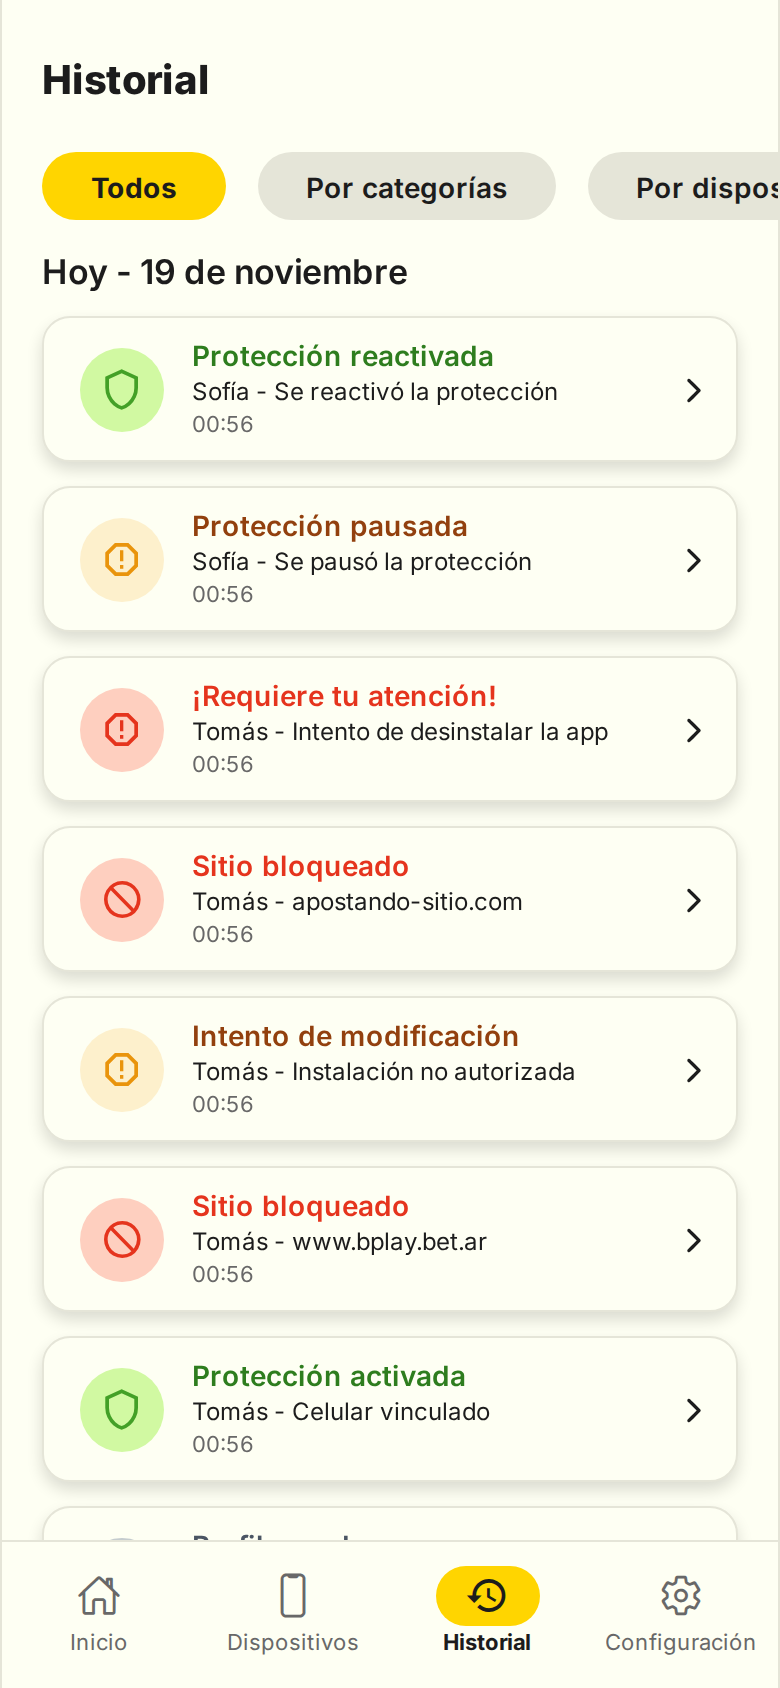 Historial
Todos
Por categorías
Por dispos
Hoy - 19 de noviembre
Protección reactivada
Sofía - Se reactivó la protección
00:56
Protección pausada
Sofía - Se pausó la protección
00:56
¡Requiere tu atención!
Tomás - Intento de desinstalar la app
00:56
Sitio bloqueado
Tomás - apostando-sitio.com
00:56
Intento de modificación
Tomás - Instalación no autorizada
00:56
Sitio bloqueado
Tomás - www.bplay.bet.ar
00:56
Protección activada
Tomás - Celular vinculado
00:56
Inicio
Dispositivos
Historial
Configuración